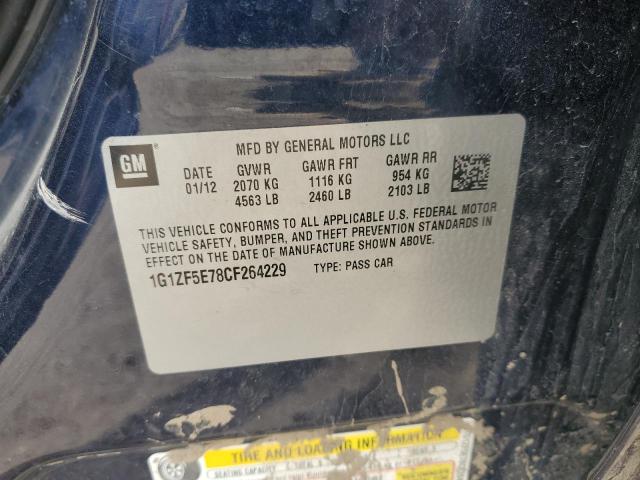 GM
MFD BY GENERAL MOTORS LLC
DATE GVWR GAWR FRT GAWR RR
01/12 2070 KG 1116 KG 954 KG
4563 LB 2460 LB 2103 LB
THIS VEHICLE CONFORMS TO ALL APPLICABLE U.S. FEDERAL MOTOR
VEHICLE SAFETY, BUMPER, AND THEFT PREVENTION STANDARDS IN
EFFECT ON THE DATE OF MANUFACTURE SHOWN ABOVE.
1G1ZF5E78CF264229 TYPE: PASS CAR
TIRE AND LOADING INFORMATION
SEATING CAPACITY